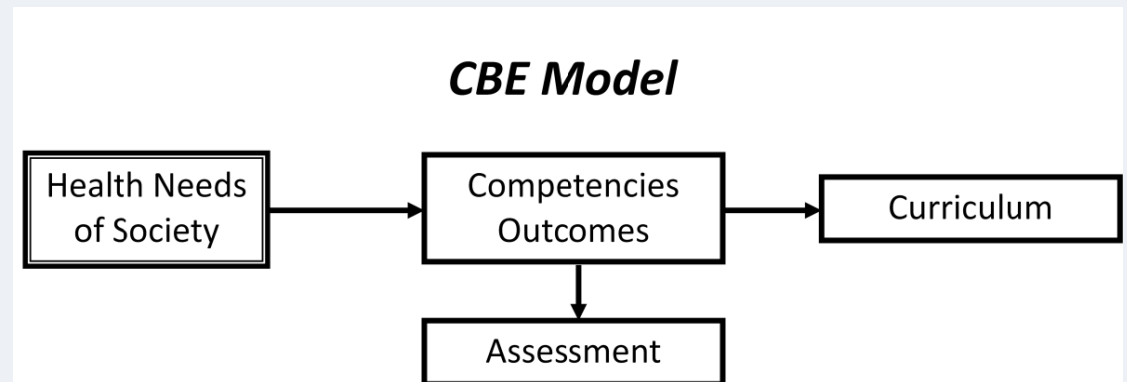 CBE Model
Health Needs
of Society
Competencies
Outcomes
Curriculum
Assessment